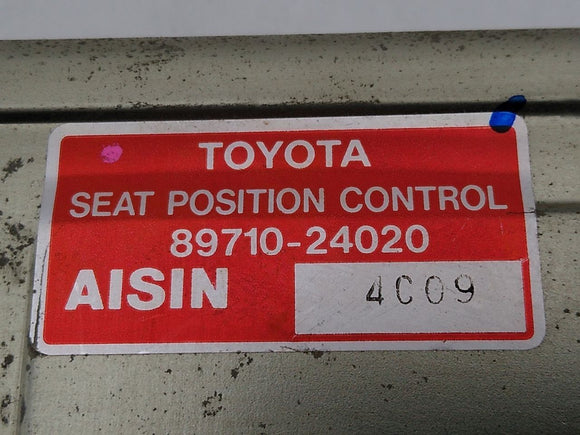 TOYOTA
SEAT POSITION CONTROL
89710-24020
AISIN
4C09